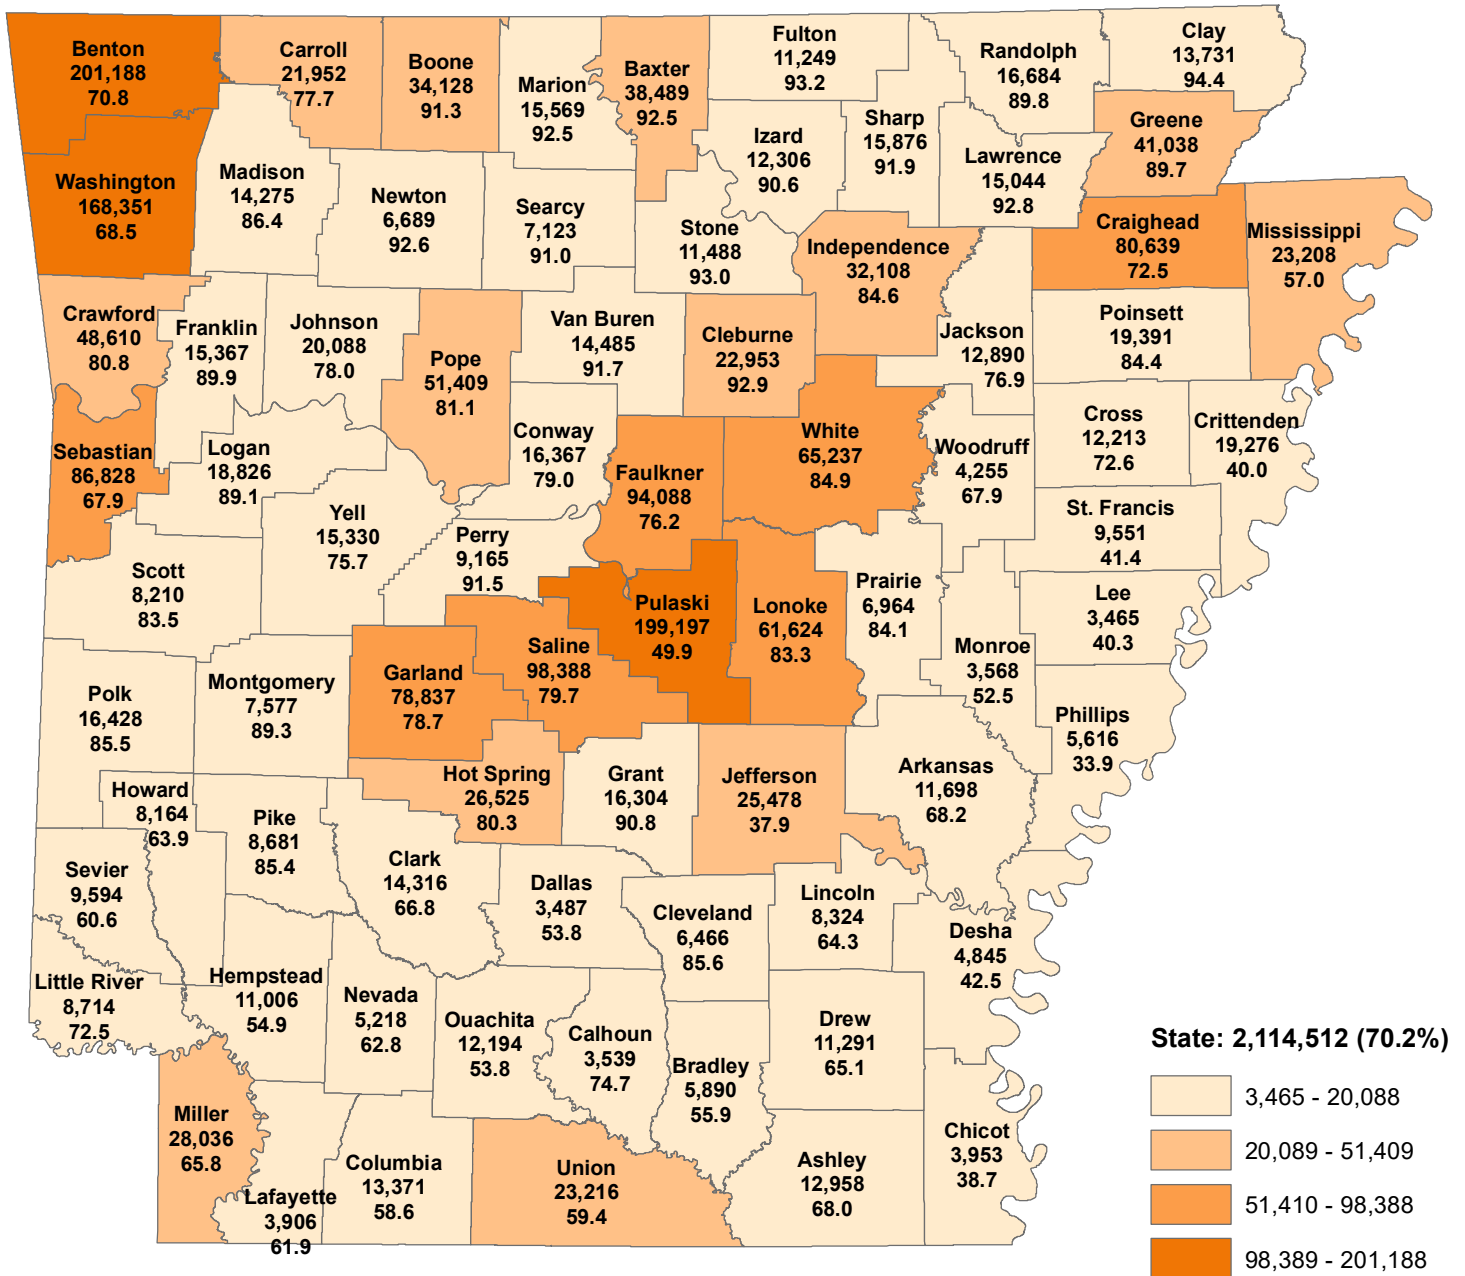 Benton
201,188
70.8
Carroll
21,952
77.7
Boone
34,128
91.3
Marion
15,569
92.5
Baxter
38,489
92.5
Fulton
11,249
93.2
Randolph
16,684
89.8
Clay
13,731
94.4
Greene
41,038
89.7
Izard
12,306
90.6
Sharp
15,876
91.9
Lawrence
15,044
92.8
Washington
168,351
68.5
Madison
14,275
86.4
Newton
6,689
92.6
Searcy
7,123
91.0
Stone
11,488
93.0
Independence
32,108
84.6
Craighead
80,639
72.5
Mississippi
23,208
57.0
Crawford
48,610
80.8
Franklin
15,367
89.9
Johnson
20,088
78.0
Pope
51,409
81.1
Van Buren
14,485
91.7
Cleburne
22,953
92.9
Jackson
12,890
76.9
Poinsett
19,391
84.4
Sebastian
86,828
67.9
Logan
18,826
89.1
Conway
16,367
79.0
Faulkner
94,088
76.2
White
65,237
84.9
Woodruff
4,255
67.9
Cross
12,213
72.6
Crittenden
19,276
40.0
Yell
15,330
75.7
Perry
9,165
91.5
St. Francis
9,551
41.4
Scott
8,210
83.5
Pulaski
199,197
49.9
Lonoke
61,624
83.3
Prairie
6,964
84.1
Lee
3,465
40.3
Saline
98,388
79.7
Garland
78,837
78.7
Monroe
3,568
52.5
Polk
16,428
85.5
Montgomery
7,577
89.3
Phillips
5,616
33.9
Hot Spring
26,525
80.3
Grant
16,304
90.8
Jefferson
25,478
37.9
Arkansas
11,698
68.2
Howard
8,164
63.9
Pike
8,681
85.4
Clark
14,316
66.8
Sevier
9,594
60.6
Dallas
3,487
53.8
Cleveland
6,466
85.6
Lincoln
8,324
64.3
Desha
4,845
42.5
Little River
8,714
72.5
Hempstead
11,006
54.9
Nevada
5,218
62.8
Ouachita
12,194
53.8
Calhoun
3,539
74.7
Bradley
5,890
55.9
Drew
11,291
65.1
Miller
28,036
65.8
Lafayette
3,906
61.9
Columbia
13,371
58.6
Union
23,216
59.4
Ashley
12,958
68.0
Chicot
3,953
38.7
State: 2,114,512 (70.2%)
3,465 - 20,088
20,089 - 51,409
51,410 - 98,388
98,389 - 201,188